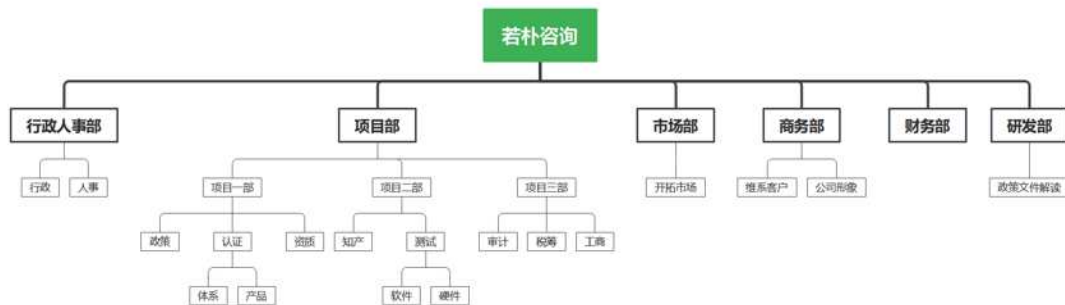 若朴咨询
行政人事部 项目部 市场部 商务部 财务部 研发部
行政 人事 项目一部 项目二部 项目三部 开拓市场 维系客户 公司形象 政策文件解读
政策 认证 资质 知产 测试 审计 税筹 工商
体系 产品 软件 硬件